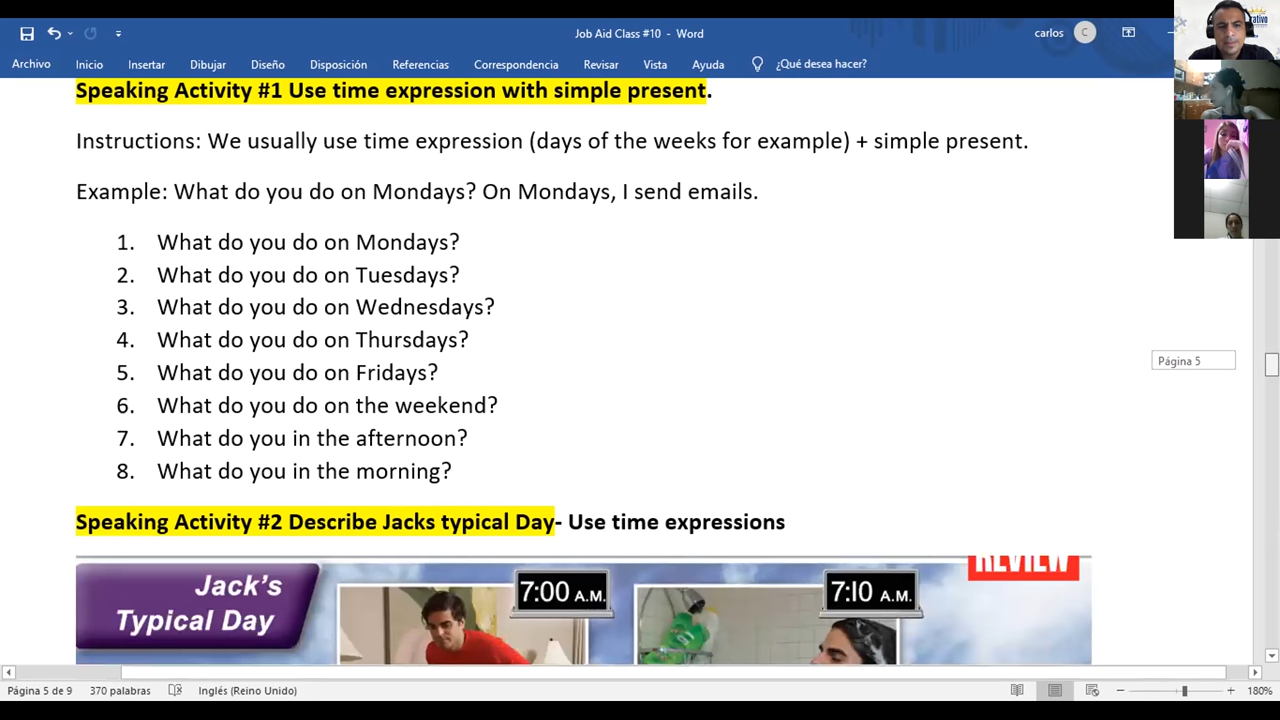 Job Aid Class #10 - Word
carlos
C
Archivo Inicio Insertar Dibujar Diseño Disposición Referencias Correspondencia Revisar Vista Ayuda ¿Qué desea hacer?
Speaking Activity #1 Use time expression with simple present.
Instructions: We usually use time expression (days of the weeks for example) + simple present.
Example: What do you do on Mondays? On Mondays, I send emails.
1. What do you do on Mondays?
2. What do you do on Tuesdays?
3. What do you do on Wednesdays?
4. What do you do on Thursdays?
5. What do you do on Fridays?
6. What do you do on the weekend?
7. What do you in the afternoon?
8. What do you in the morning?
Página 5
Speaking Activity #2 Describe Jacks typical Day- Use time expressions
REVIEW
Jack's
Typical Day
7:00 A.M.
7:10 A.M.
Página 5 de 9 370 palabras Inglés (Reino Unido) 180%